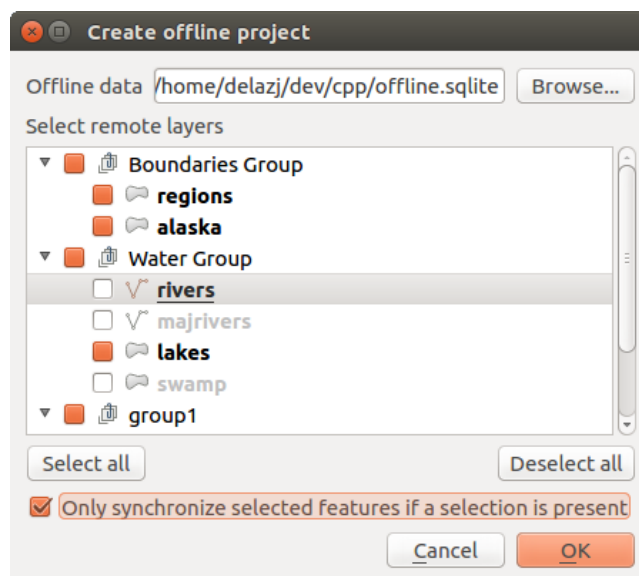 Create offline project
Offline data /home/delazj/dev/cpp/offline.sqlite Browse...
Select remote layers
Boundaries Group
regions
alaska
Water Group
rivers
majrivers
lakes
swamp
group1
Select all Deselect all
Only synchronize selected features if a selection is present
Cancel OK